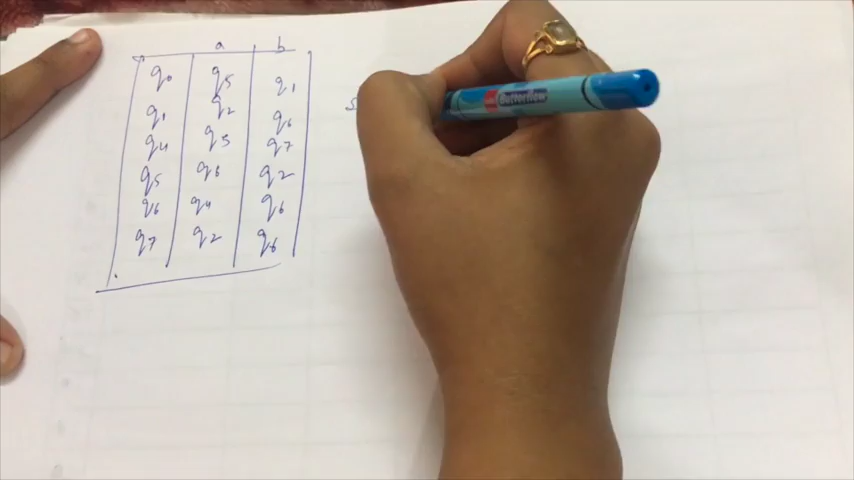 a b
q0 q5 q1
q1 q2 q6
q4 q5 q7
q5 q6 q2
q6 q4 q6
q7 q2 q6
S
Butterflow